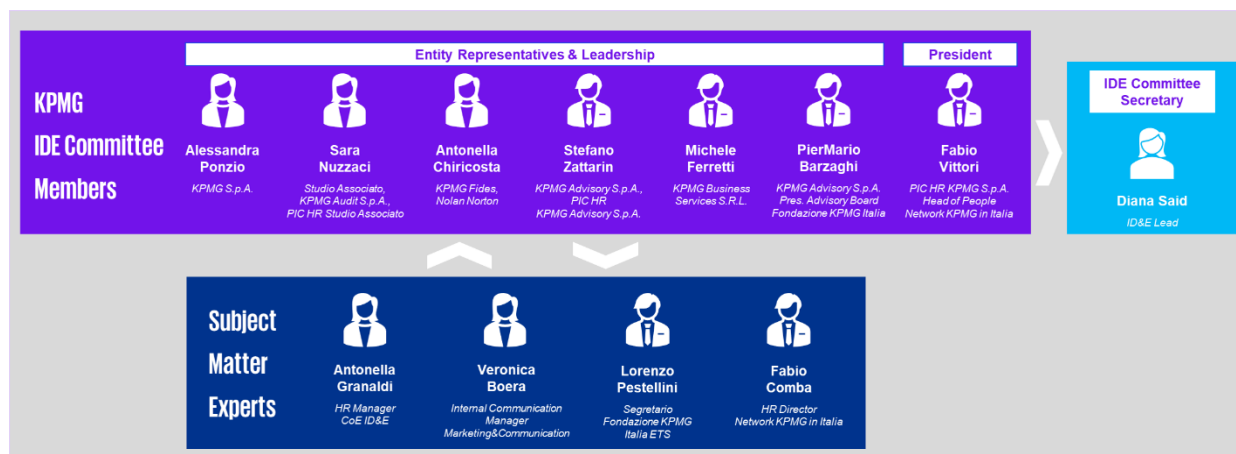 Entity Representatives & Leadership
President
KPMG
IDE Committee
Members
Alessandra
Ponzio
KPMG S.p.A.
Sara
Nuzzaci
Studio Associato,
KPMG Audit S.p.A.,
PIC HR Studio Associato
Antonella
Chiricosta
KPMG Fides,
Nolan Norton
Stefano
Zattarin
KPMG Advisory S.p.A.,
PIC HR
KPMG Advisory S.p.A.
Michele
Ferretti
KPMG Business
Services S.R.L.
PierMario
Barzaghi
KPMG Advisory S.p.A.
Pres. Advisory Board
Fondazione KPMG Italia
Fabio
Vittori
PIC HR KPMG S.p.A.
Head of People
Network KPMG in Italia
IDE Committee
Secretary
Diana Said
ID&E Lead
Subject
Matter
Experts
Antonella
Granaldi
HR Manager
CoE ID&E
Veronica
Boera
Internal Communication
Manager
Marketing&Communication
Lorenzo
Pestellini
Segretario
Fondazione KPMG
Italia ETS
Fabio
Comba
HR Director
Network KPMG in Italia